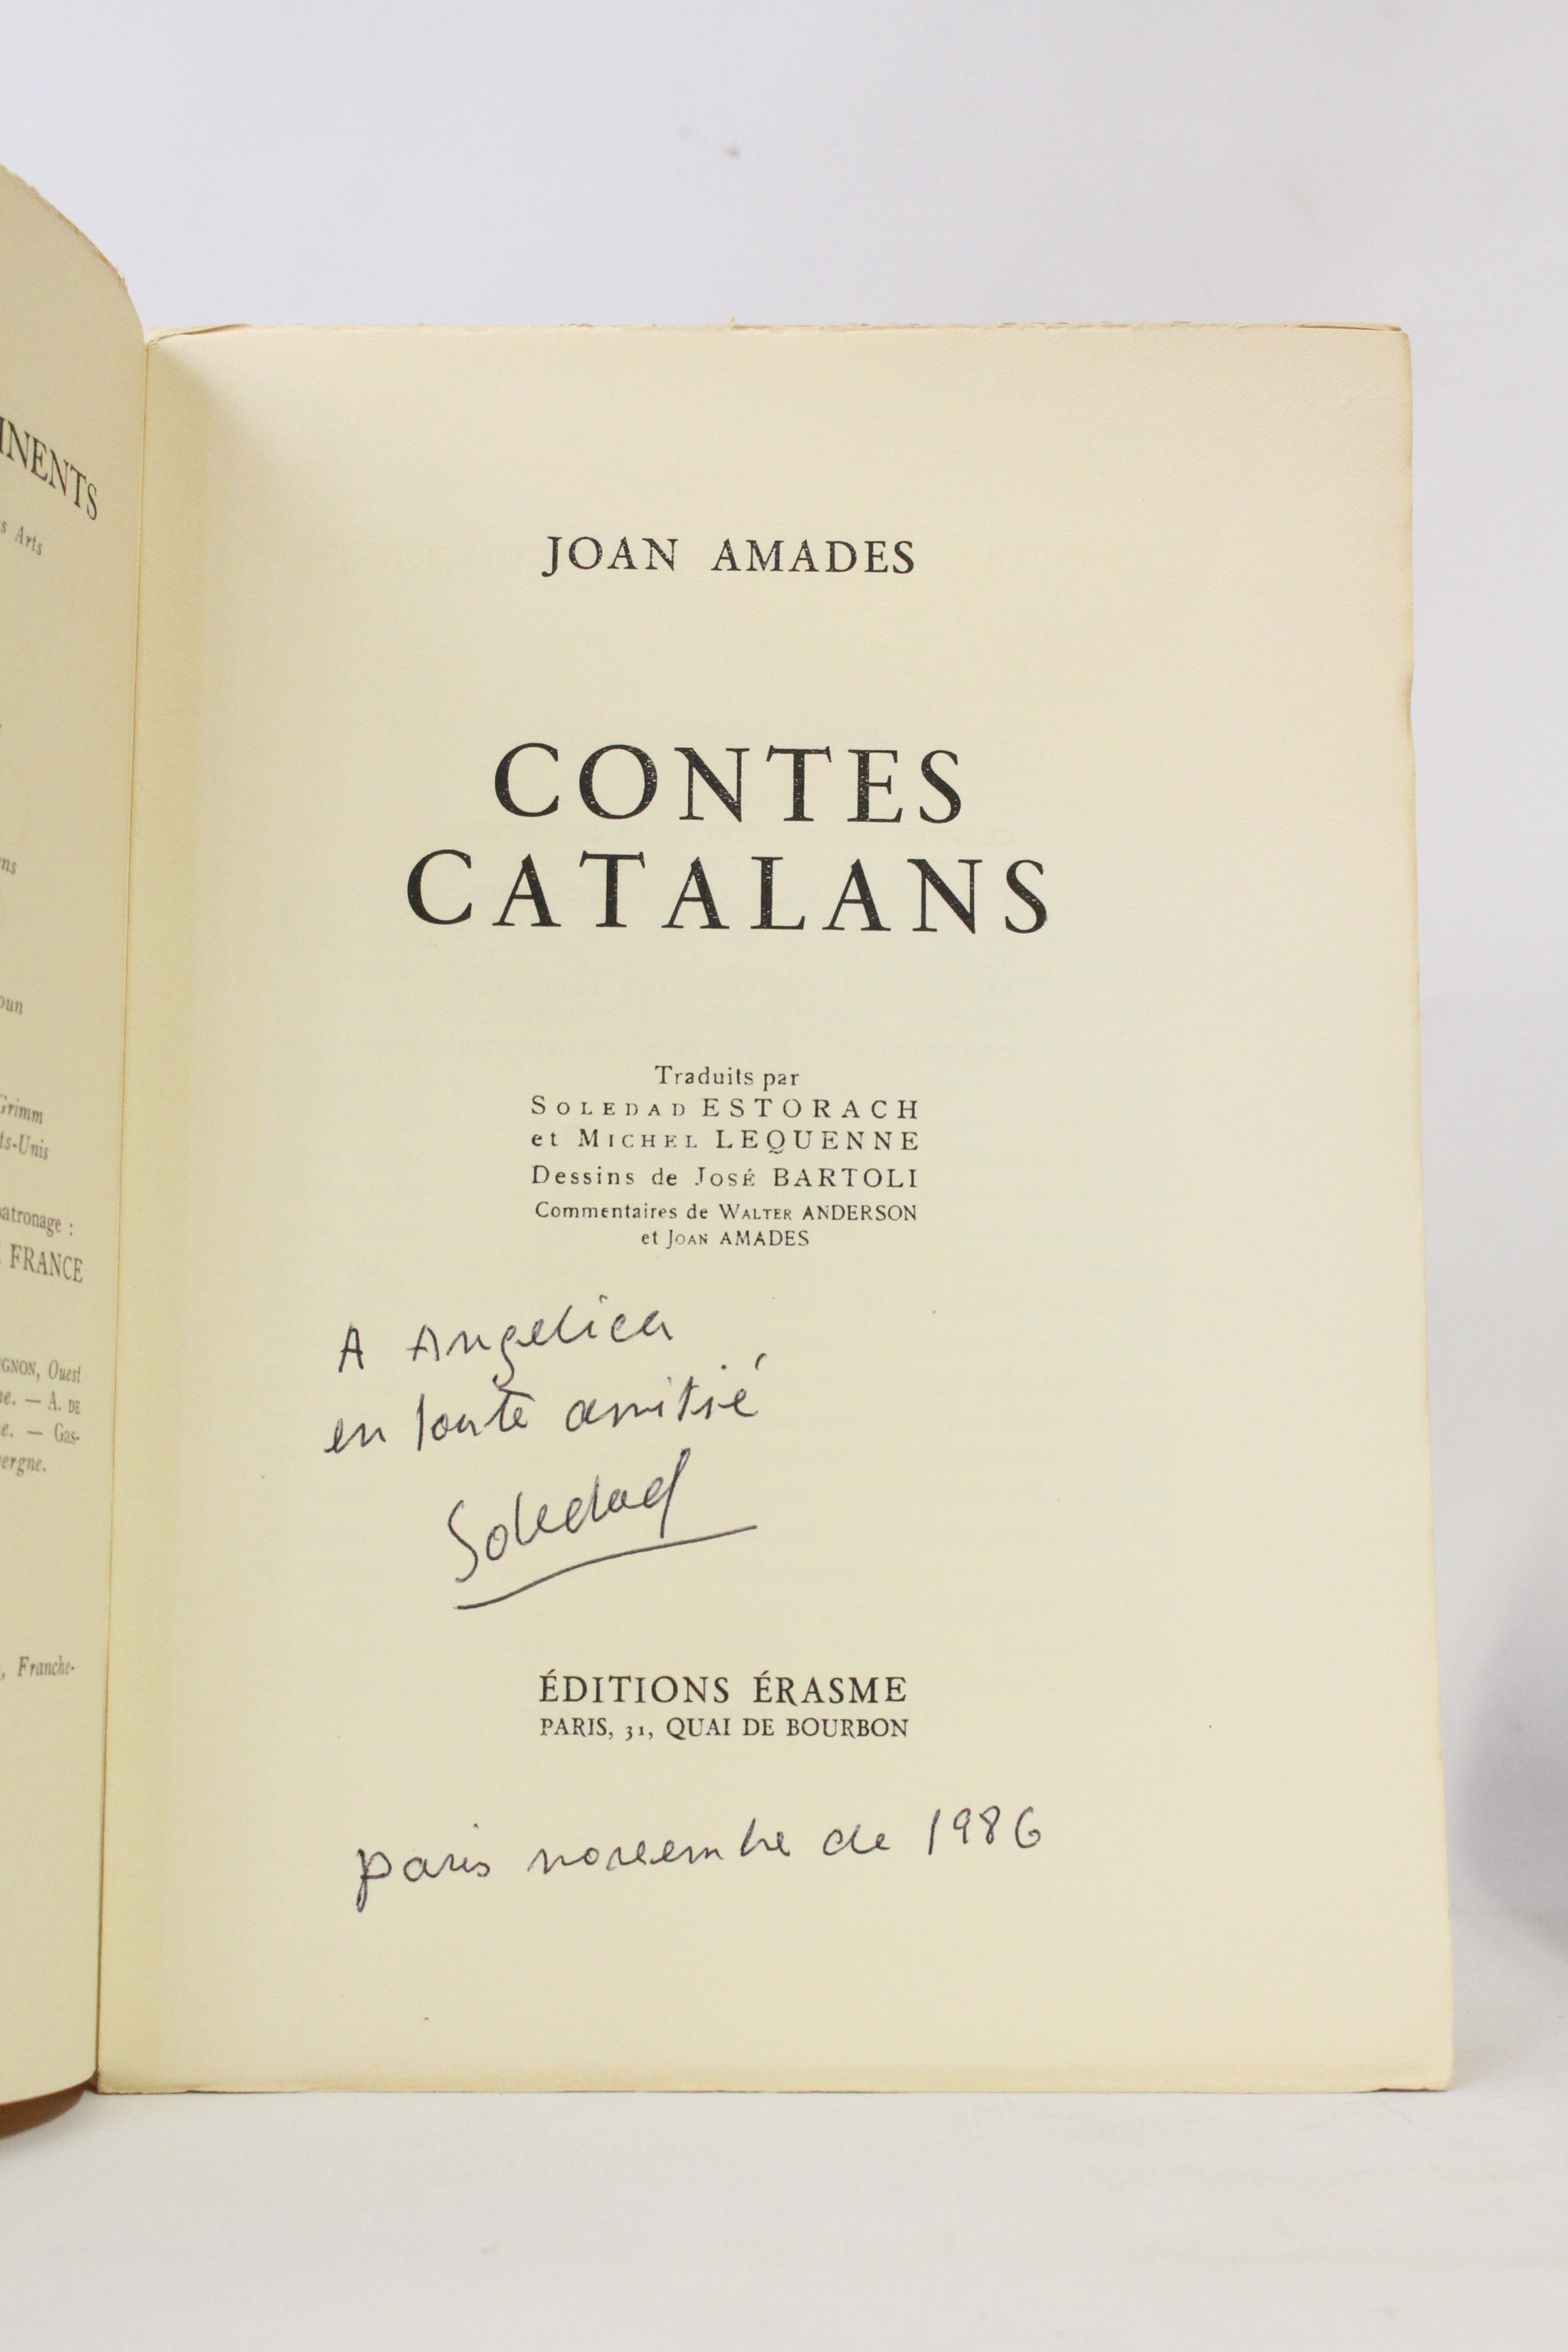 INENTS
s Arts
ns
oun
Grimm
ts-Unis
patronage :
FRANCE
GNON, Ouest
ne. — A. DE
e. — Gas-
vergne.
, Franche-
JOAN AMADES
CONTES
CATALANS
Traduits par
SOLEDAD ESTORACH
et MICHEL LEQUENNE
Dessins de JOSÉ BARTOLI
Commentaires de WALTER ANDERSON
et JOAN AMADES
A Angelica
en toute amitié
Soledad
ÉDITIONS ÉRASME
PARIS, 31, QUAI DE BOURBON
Paris novembre de 1986